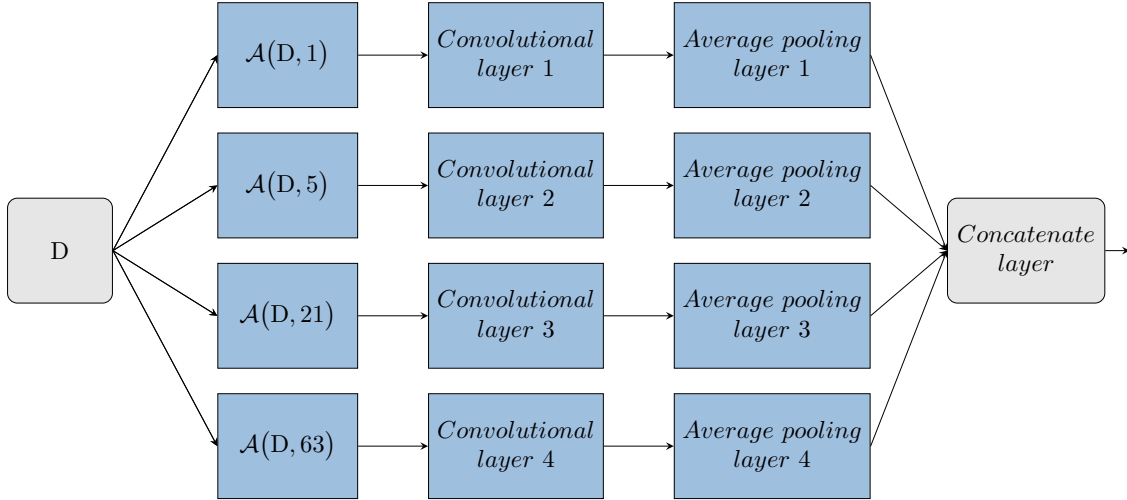 D
𝒜(D, 1)
Convolutional
layer 1
Average pooling
layer 1
𝒜(D, 5)
Convolutional
layer 2
Average pooling
layer 2
𝒜(D, 21)
Convolutional
layer 3
Average pooling
layer 3
𝒜(D, 63)
Convolutional
layer 4
Average pooling
layer 4
Concatenate
layer